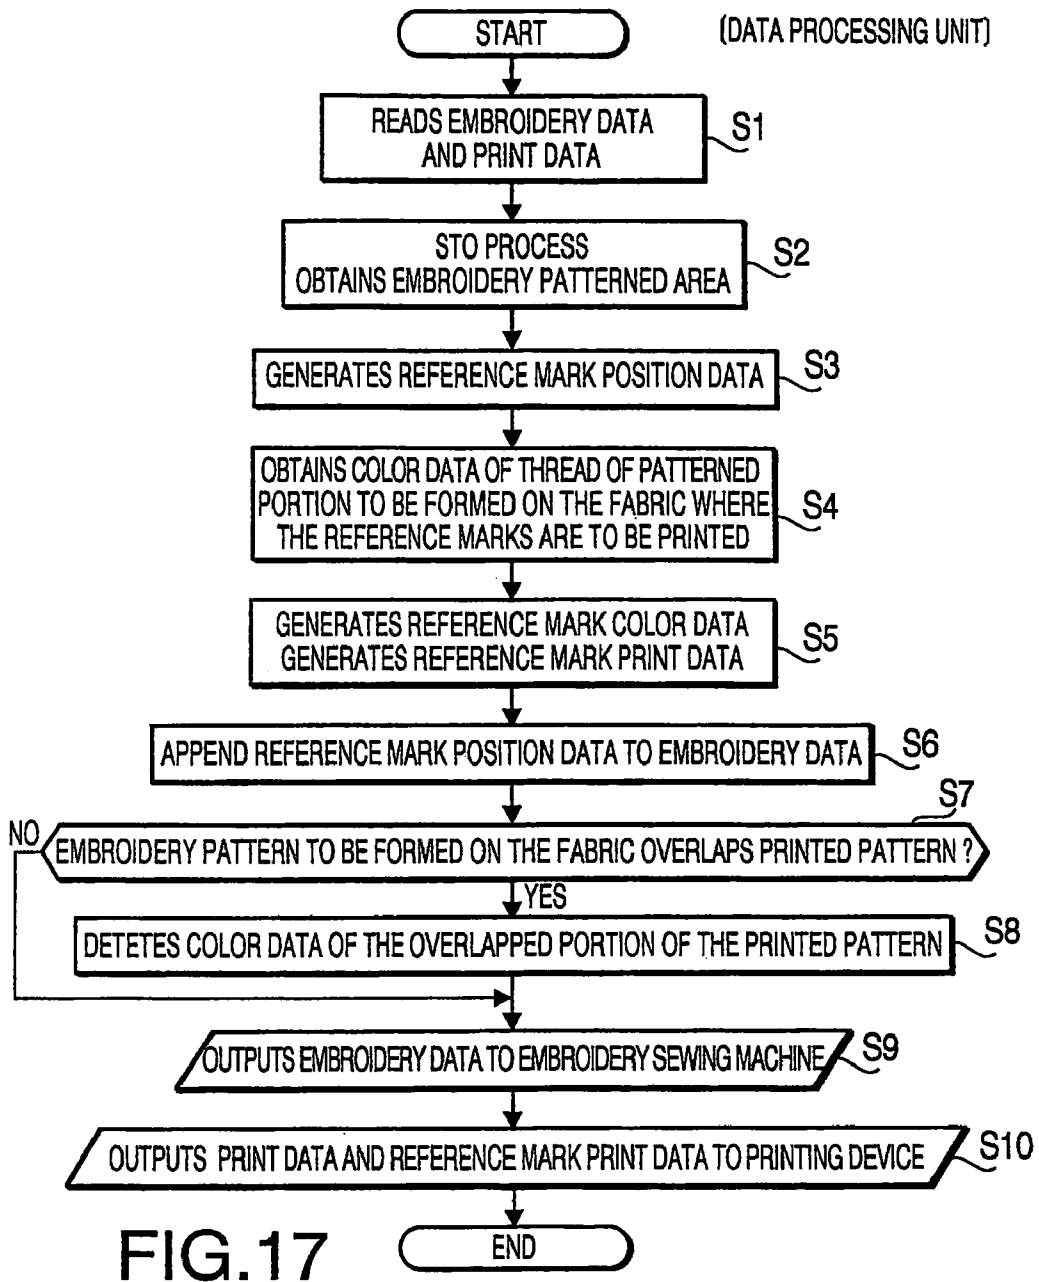 START
(DATA PROCESSING UNIT)
READS EMBROIDERY DATA
AND PRINT DATA
S1
STO PROCESS
OBTAINS EMBROIDERY PATTERNED AREA
S2
GENERATES REFERENCE MARK POSITION DATA
S3
OBTAINS COLOR DATA OF THREAD OF PATTERNED
PORTION TO BE FORMED ON THE FABRIC WHERE
THE REFERENCE MARKS ARE TO BE PRINTED
S4
GENERATES REFERENCE MARK COLOR DATA
GENERATES REFERENCE MARK PRINT DATA
S5
APPEND REFERENCE MARK POSITION DATA TO EMBROIDERY DATA
S6
S7
NO
EMBROIDERY PATTERN TO BE FORMED ON THE FABRIC OVERLAPS PRINTED PATTERN ?
YES
DETETES COLOR DATA OF THE OVERLAPPED PORTION OF THE PRINTED PATTERN
S8
OUTPUTS EMBROIDERY DATA TO EMBROIDERY SEWING MACHINE
S9
OUTPUTS PRINT DATA AND REFERENCE MARK PRINT DATA TO PRINTING DEVICE
S10
END
FIG.17